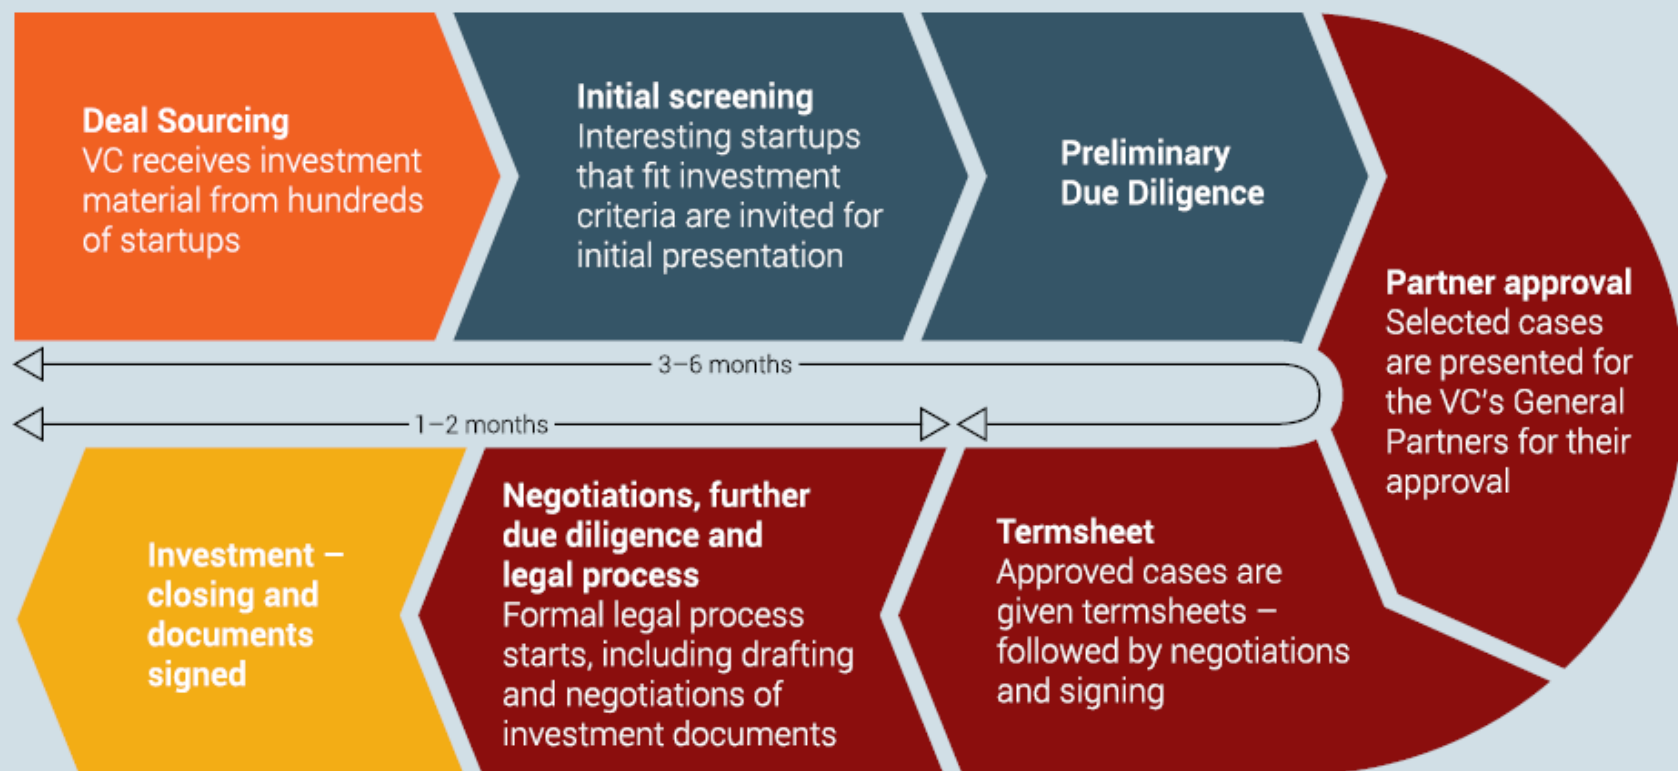 Deal Sourcing
VC receives investment
material from hundreds
of startups
Initial screening
Interesting startups
that fit investment
criteria are invited for
initial presentation
Preliminary
Due Diligence
Partner approval
Selected cases
are presented for
the VC's General
Partners for their
approval
3–6 months
1–2 months
Termsheet
Approved cases are
given termsheets –
followed by negotiations
and signing
Negotiations, further
due diligence and
legal process
Formal legal process
starts, including drafting
and negotiations of
investment documents
Investment –
closing and
documents
signed